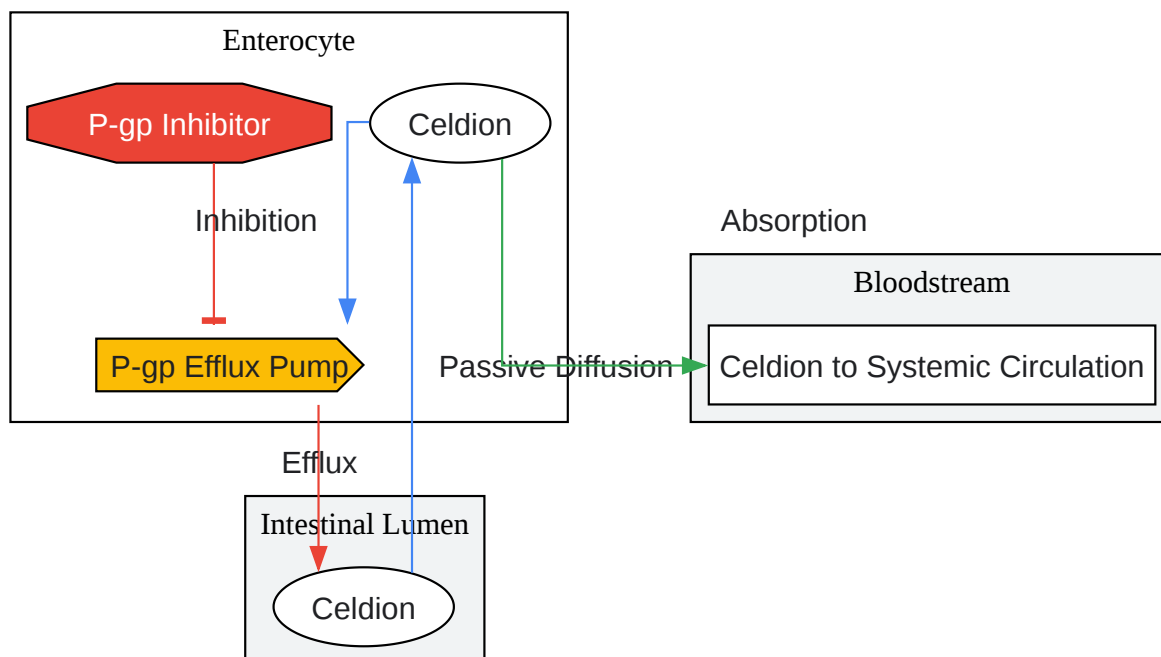 Enterocyte
P-gp Inhibitor
Celdion
Inhibition
Absorption
Bloodstream
P-gp Efflux Pump
Passive Diffusion
Celdion to Systemic Circulation
Efflux
Intestinal Lumen
Celdion